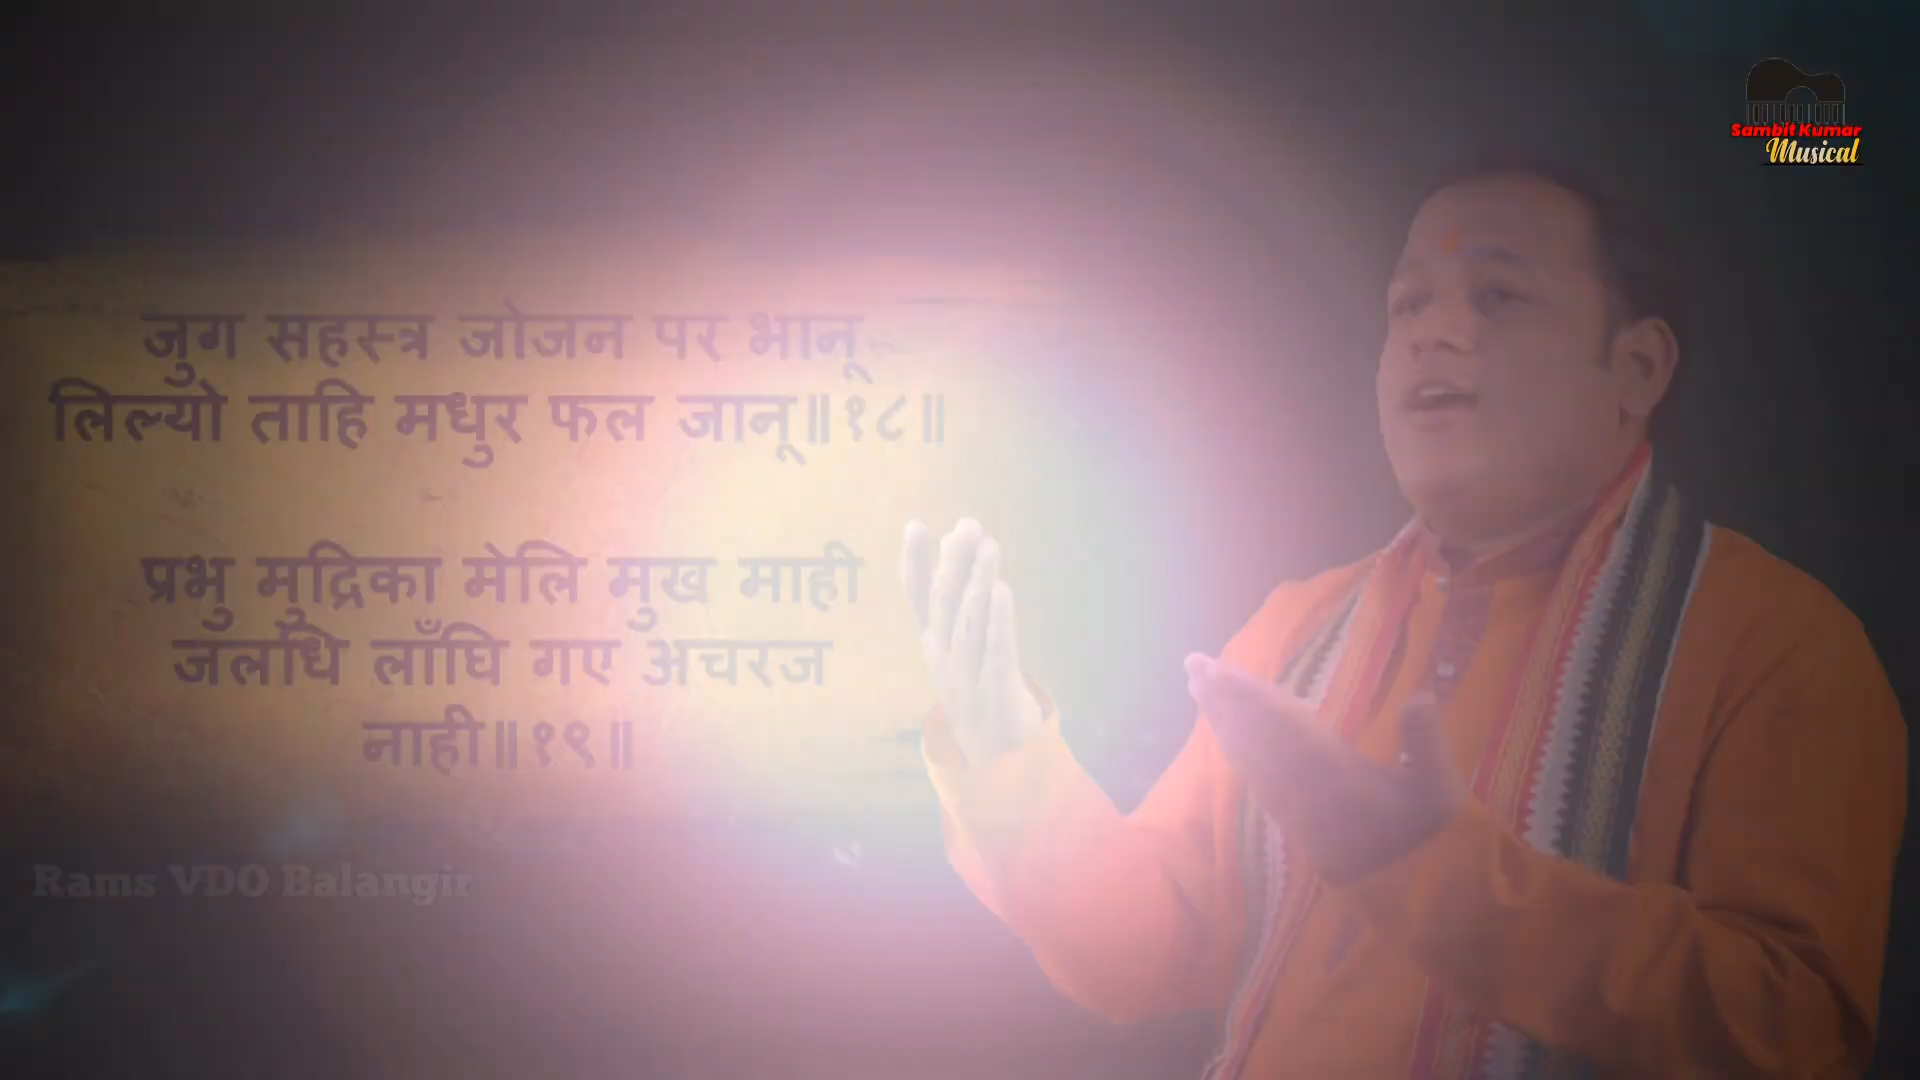 Sambit Kumar
Musical
जुग सहस्त्र जोजन पर भानू
लिल्यो ताहि मधुर फल जानू॥१८॥
प्रभु मुद्रिका मेलि मुख माही
जलधि लाँघि गए अचरज
नाही॥१९॥
Rams VDO Balangir